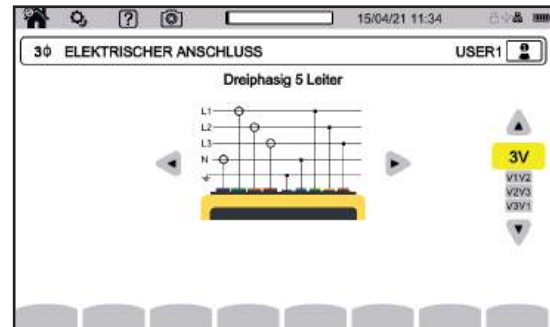 15/04/21 11:34
3ϕ ELEKTRISCHER ANSCHLUSS USER1
Dreiphasig 5 Leiter
L1
L2
L3
N
3V
V1V2
V2V3
V3V1